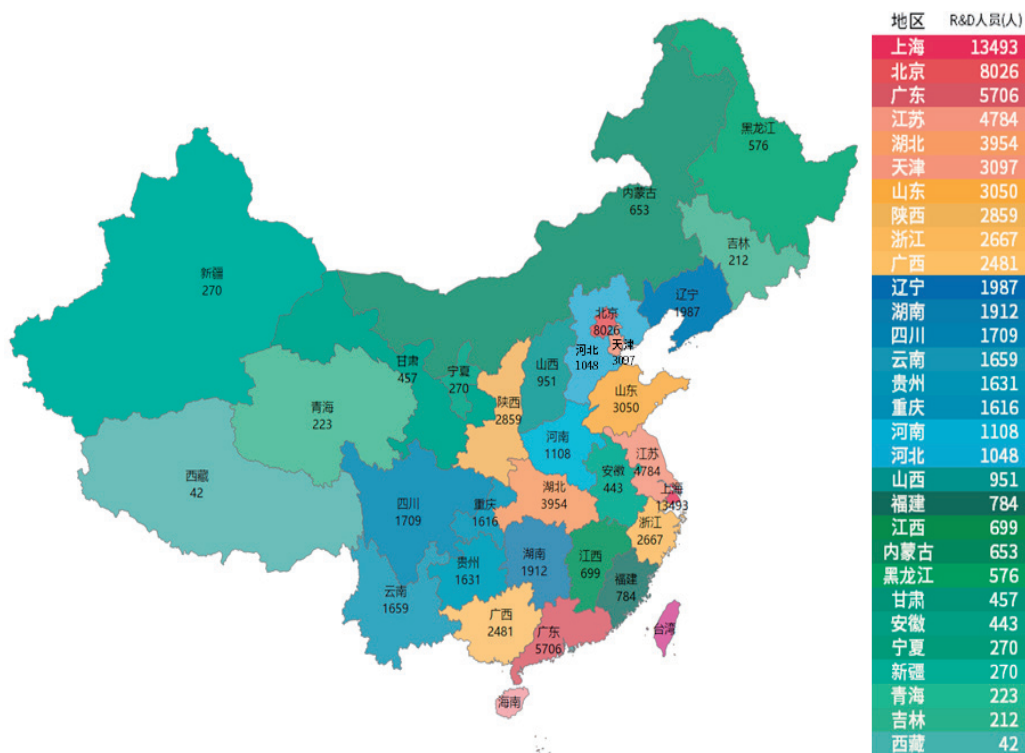 黑龙江
576
内蒙古
653
吉林
212
新疆
270
辽宁
1987
北京
8026
天津
3097
河北
1048
甘肃
457
宁夏
270
山西
951
山东
3050
青海
223
陕西
2859
河南
1108
江苏
4784
西藏
42
安徽
443
湖北
3954
上海
13493
四川
1709
重庆
1616
浙江
2667
湖南
1912
江西
699
贵州
1631
福建
784
云南
1659
广西
2481
广东
5706
台湾
海南
地区 R&D人员(人)
上海 13493
北京 8026
广东 5706
江苏 4784
湖北 3954
天津 3097
山东 3050
陕西 2859
浙江 2667
广西 2481
辽宁 1987
湖南 1912
四川 1709
云南 1659
贵州 1631
重庆 1616
河南 1108
河北 1048
山西 951
福建 784
江西 699
内蒙古 653
黑龙江 576
甘肃 457
安徽 443
宁夏 270
新疆 270
青海 223
吉林 212
西藏 42